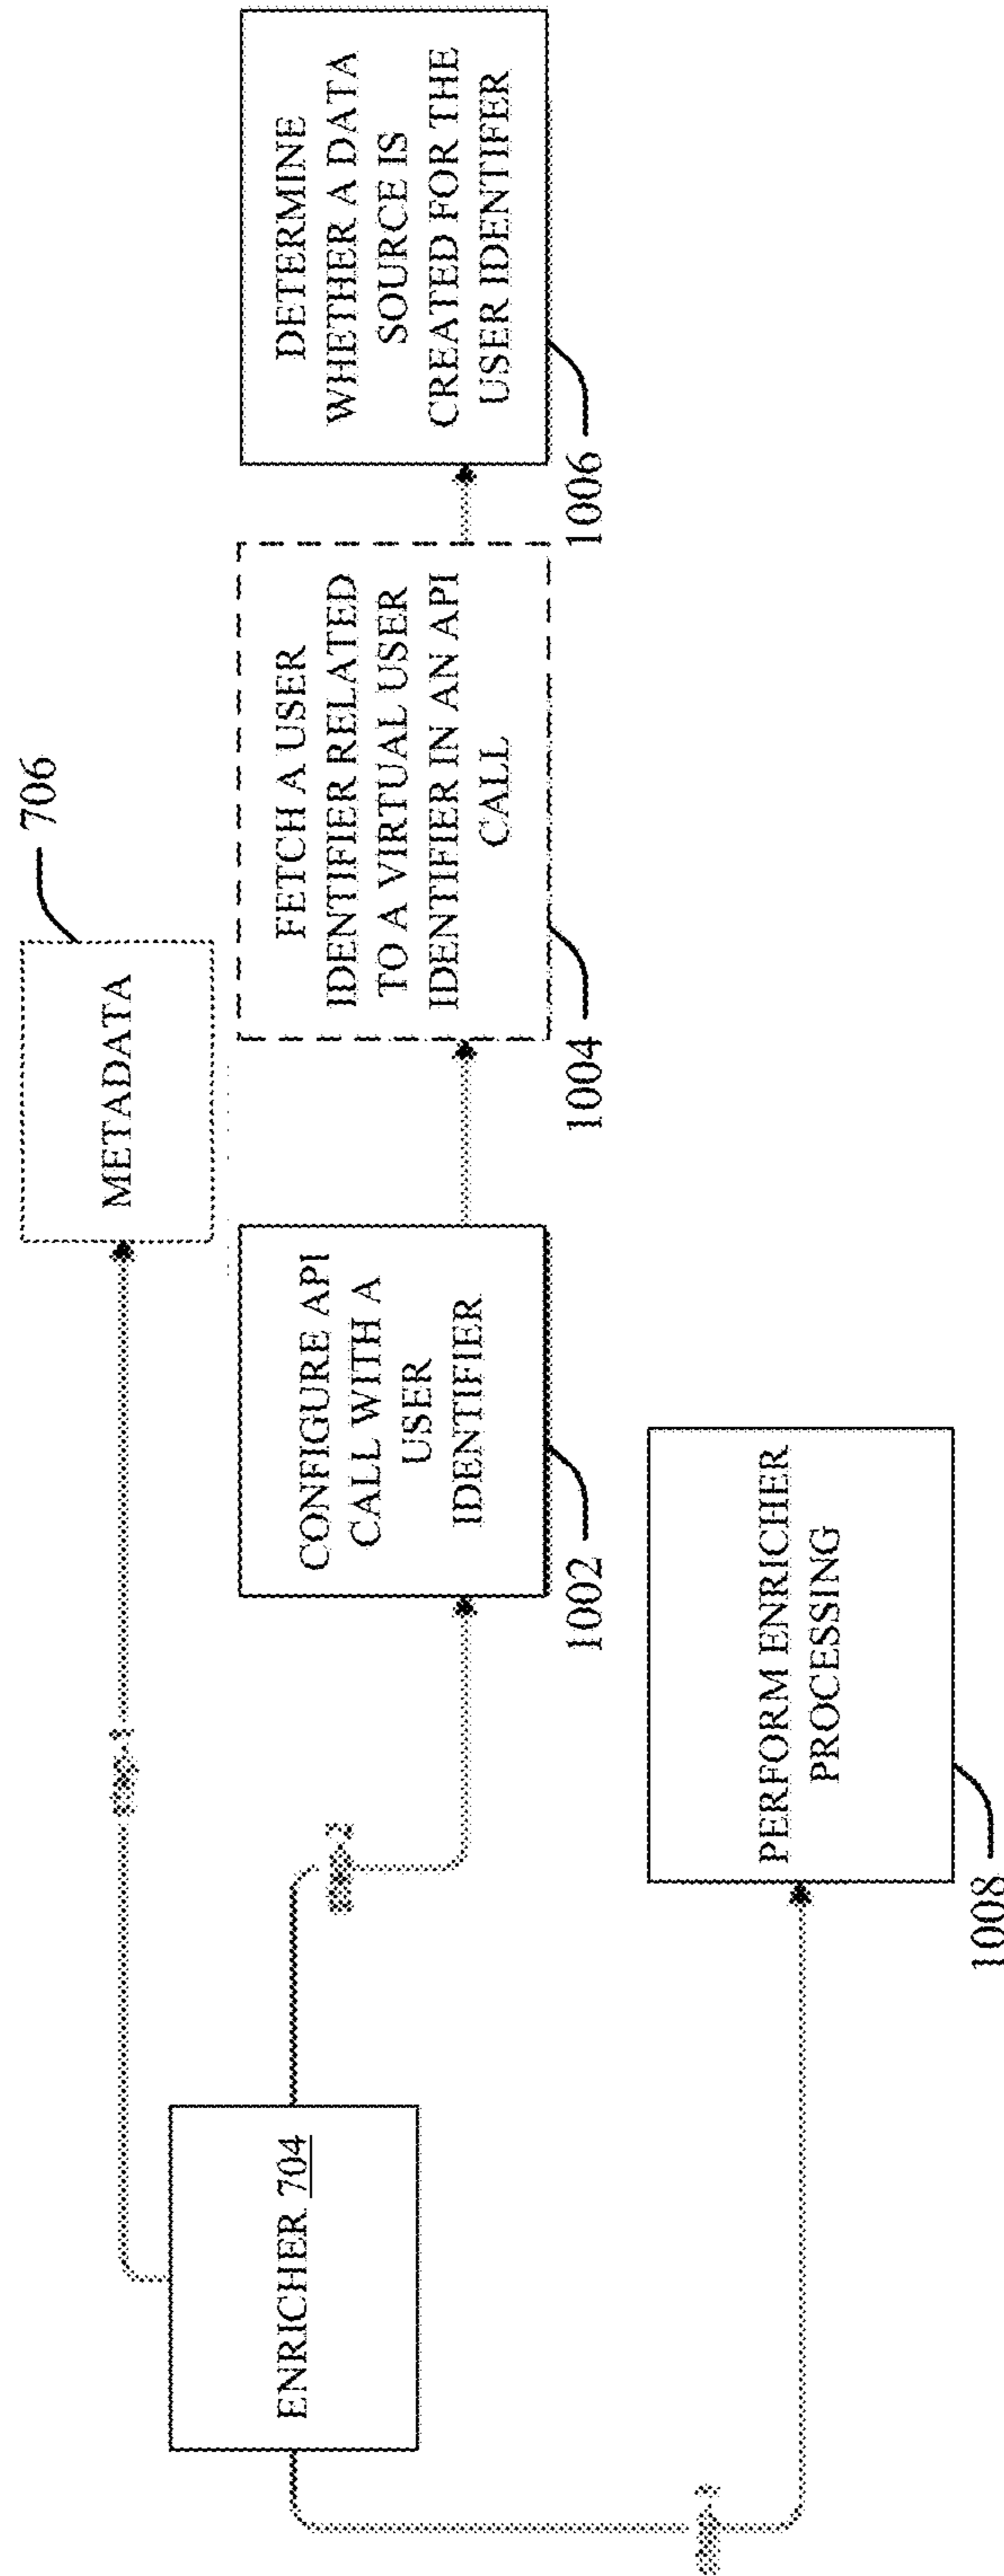 METADATA
706
ENRICHER 704
CONFIGURE API
CALL WITH A
USER
IDENTIFIER
1002
FETCH A USER
IDENTIFIER RELATED
TO A VIRTUAL USER
IDENTIFIER IN AN API
CALL
1004
DETERMINE
WHETHER A DATA
SOURCE IS
CREATED FOR THE
USER IDENTIFER
1006
PERFORM ENRICHER
PROCESSING
1008